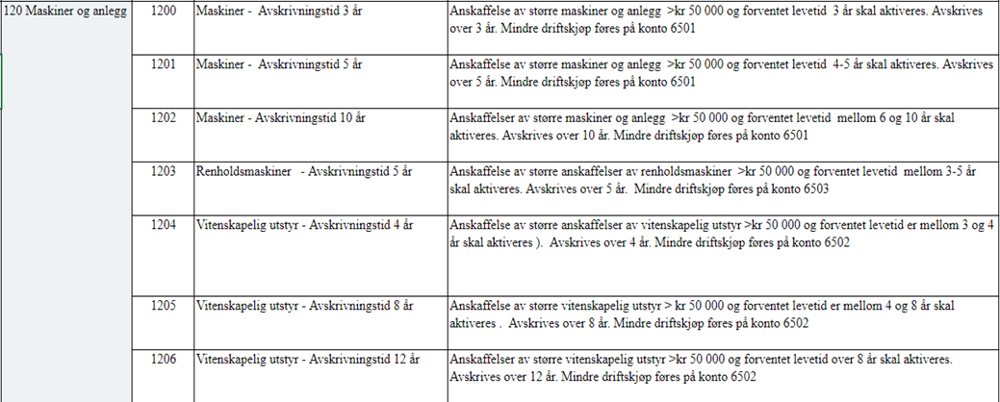 120 Maskiner og anlegg
1200
Maskiner - Avskrivningstid 3 år
Anskaffelse av større maskiner og anlegg >kr 50 000 og forventet levetid 3 år skal aktiveres. Avskrives
over 3 år. Mindre driftskjøp føres på konto 6501
1201
Maskiner - Avskrivningstid 5 år
Anskaffelse av større maskiner og anlegg >kr 50 000 og forventet levetid 4-5 år skal aktiveres. Avskrives
over 5 år. Mindre driftskjøp føres på konto 6501
1202
Maskiner - Avskrivningstid 10 år
Anskaffelser av større maskiner og anlegg >kr 50 000 og forventet levetid mellom 6 og 10 år skal
aktiveres. Avskrives over 10 år. Mindre driftskjøp føres på konto 6501
1203
Renholdsmaskiner - Avskrivningstid 5 år
Anskaffelse av større anskaffelser av renholdsmaskiner >kr 50 000 og forventet levetid mellom 3-5 år
skal aktiveres. Avskrives over 5 år. Mindre driftskjøp føres på konto 6503
1204
Vitenskapelig utstyr - Avskrivningstid 4 år
Anskaffelse av større anskaffelser av vitenskapelig utstyr >kr 50 000 og forventet levetid er mellom 3 og 4
år skal aktiveres ). Avskrives over 4 år. Mindre driftskjøp føres på konto 6502
1205
Vitenskapelig utstyr - Avskrivningstid 8 år
Anskaffelse av større vitenskapelig utstyr > kr 50 000 og forventet levetid er mellom 4 og 8 år skal
aktiveres . Avskrives over 8 år. Mindre driftskjøp føres på konto 6502
1206
Vitenskapelig utstyr - Avskrivningstid 12 år
Anskaffelser av større vitenskapelig utstyr >kr 50 000 og forventet levetid over 8 år skal aktiveres.
Avskrives over 12 år. Mindre driftskjøp føres på konto 6502